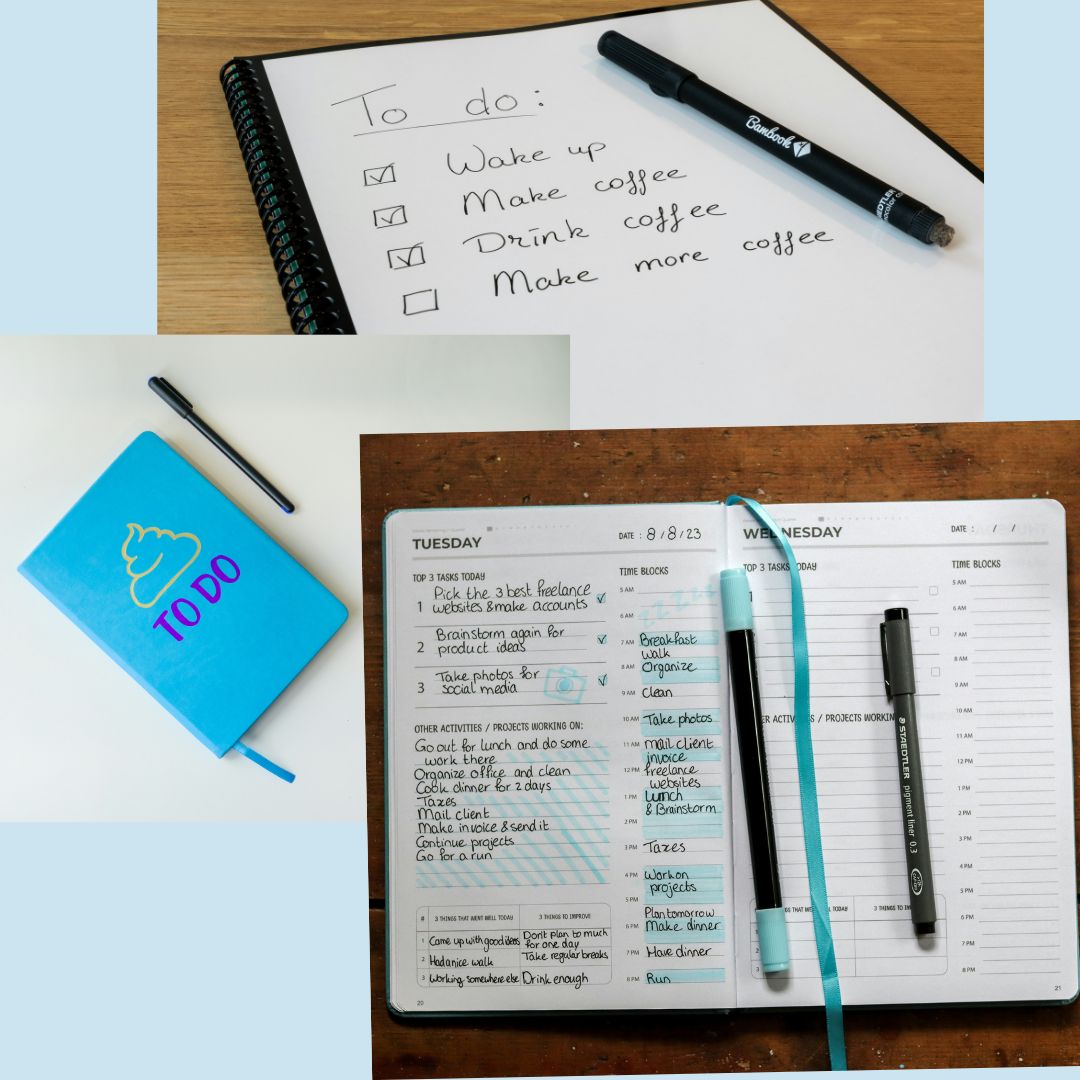 To do:
Wake up
Make coffee
Drink coffee
Make more coffee
Bambook
STAEDTLER
TO DO
TUESDAY
DATE : 8/8/23
TOP 3 TASKS TODAY
1 Pick the 3 best freelance
websites & make accounts
2 Brainstorm again for
product ideas
3 Take photos for
social media
OTHER ACTIVITIES / PROJECTS WORKING ON:
Go out for lunch and do some
work there
Organize office and clean
Cook dinner for 2 days
Taxes
Mail client
Make invoice & send it
Continue projects
Go for a run
# 3 THINGS THAT WENT WELL TODAY 3 THINGS TO IMPROVE
1 Came up with good ideas Dont plan to much
for one day
2 Had a nice walk Take regular breaks
3 Working somewhere else Drink enough
20
TIME BLOCKS
5 AM
zzzzz
6 AM
7 AM Breakfast
walk
8 AM Organize
9 AM Clean
10 AM Take photos
11 AM Mail client
invoice
12 PM freelance
websites
1 PM Lunch
& Brainstorm
2 PM
3 PM Taxes
4 PM Work on
projects
5 PM
Plan tomorrow
6 PM Make dinner
7 PM Have dinner
8 PM Run
WEDNESDAY
DATE : / /
TOP 3 TASKS TODAY
1
ACTIVITIES / PROJECTS WORKIN
THAT WENT WELL TODAY 3 THINGS TO
3
TIME BLOCKS
5 AM
6 AM
7 AM
8 AM
9 AM
10 AM
11 AM
12 PM
1 PM
2 PM
3 PM
4 PM
5 PM
6 PM
7 PM
8 PM
21
STAEDTLER pigment liner 0.3